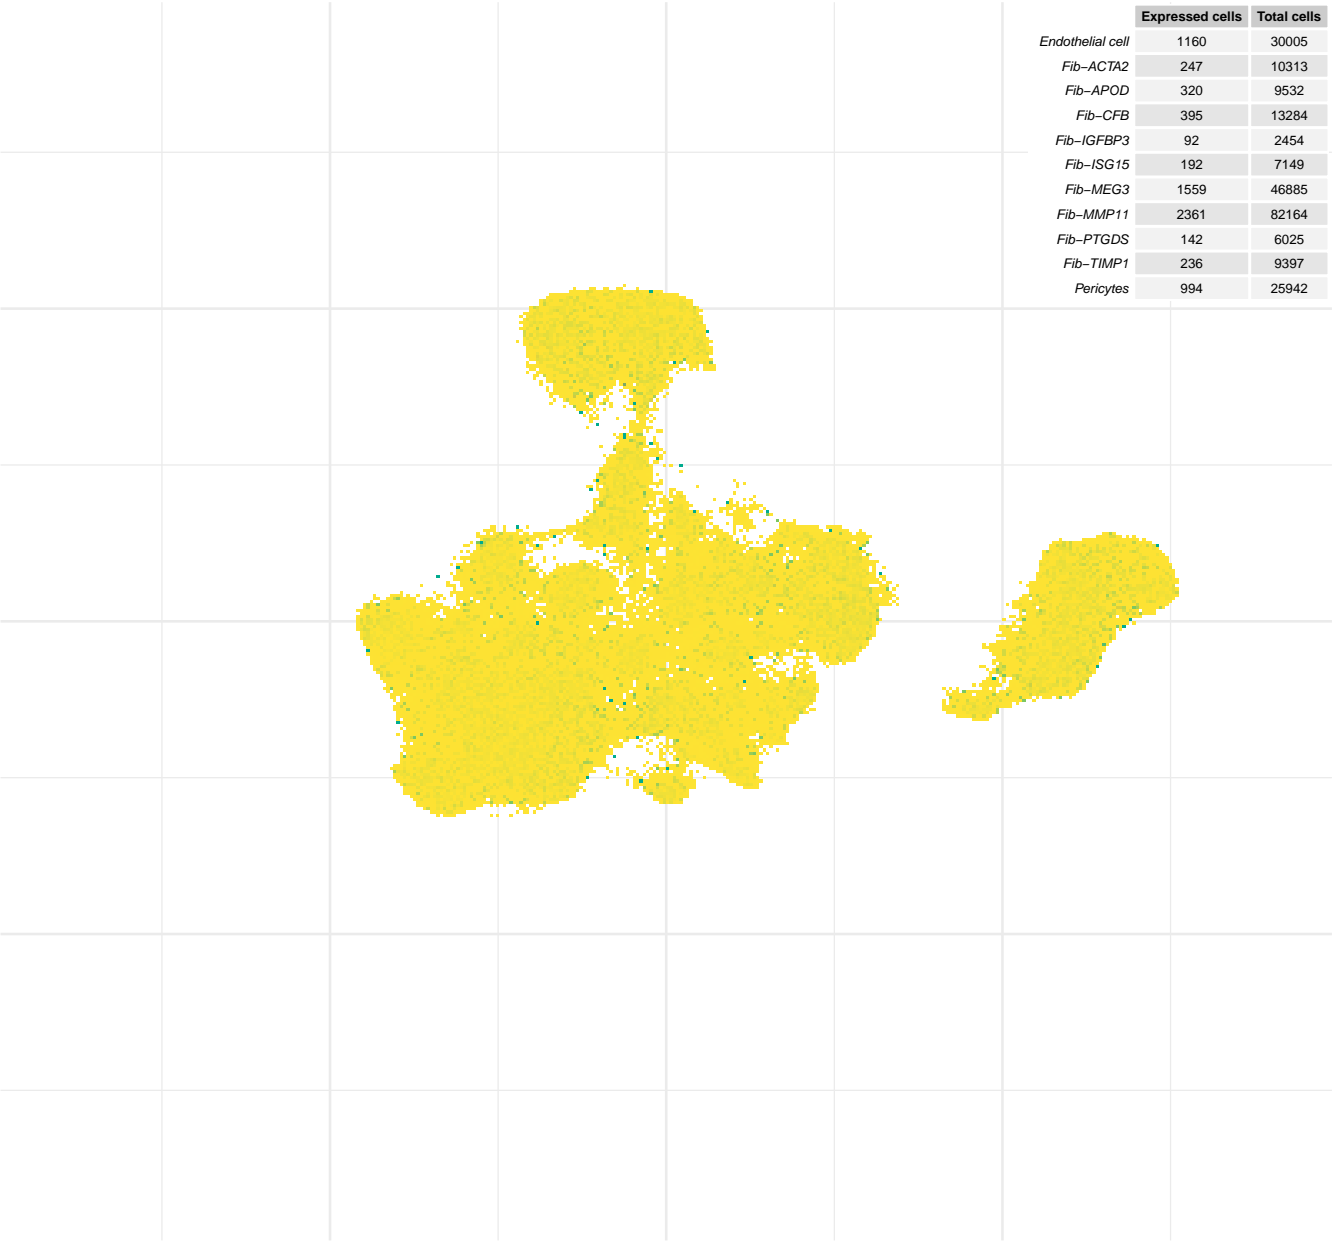 Expressed cells Total cells
Endothelial cell 1160 30005
Fib−ACTA2 247 10313
Fib−APOD 320 9532
Fib−CFB 395 13284
Fib−IGFBP3 92 2454
Fib−ISG15 192 7149
Fib−MEG3 1559 46885
Fib−MMP11 2361 82164
Fib−PTGDS 142 6025
Fib−TIMP1 236 9397
Pericytes 994 25942